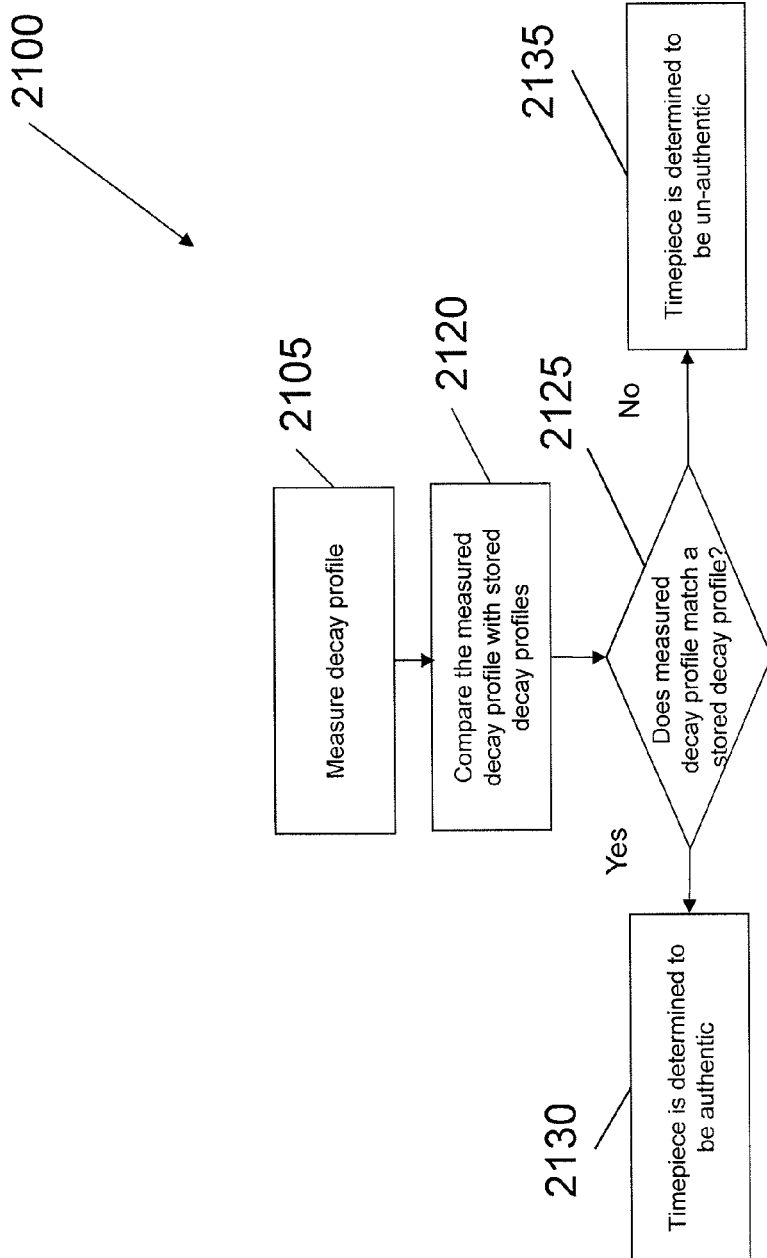 2100
2105
Measure decay profile
2120
Compare the measured
decay profile with stored
decay profiles
2125
Does measured
decay profile match a
stored decay profile?
Yes
No
2130
Timepiece is determined to
be authentic
2135
Timepiece is determined to
be un-authentic